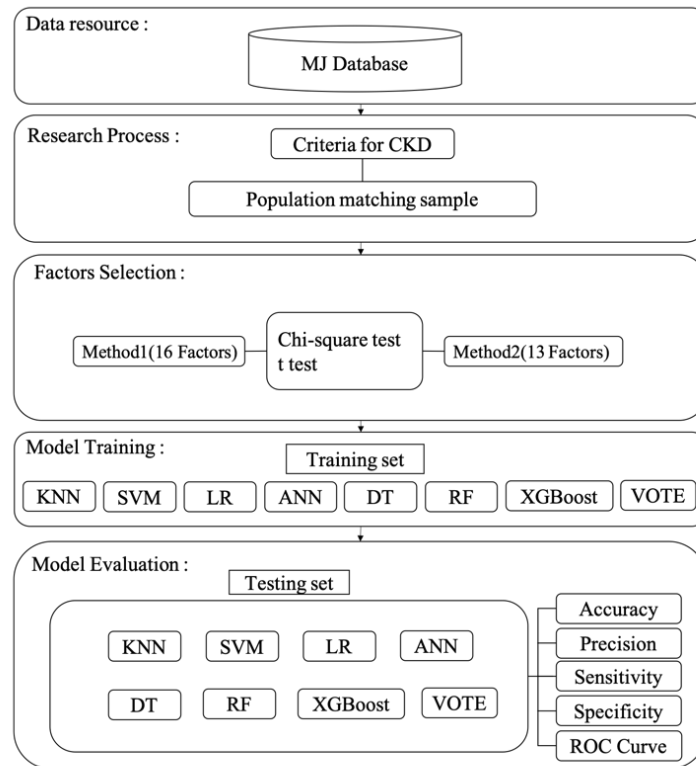 Data resource :
MJ Database
Research Process :
Criteria for CKD
Population matching sample
Factors Selection :
Method1(16 Factors)
Chi-square test
t test
Method2(13 Factors)
Model Training :
Training set
KNN
SVM
LR
ANN
DT
RF
XGBoost
VOTE
Model Evaluation :
Testing set
KNN
SVM
LR
ANN
DT
RF
XGBoost
VOTE
Accuracy
Precision
Sensitivity
Specificity
ROC Curve